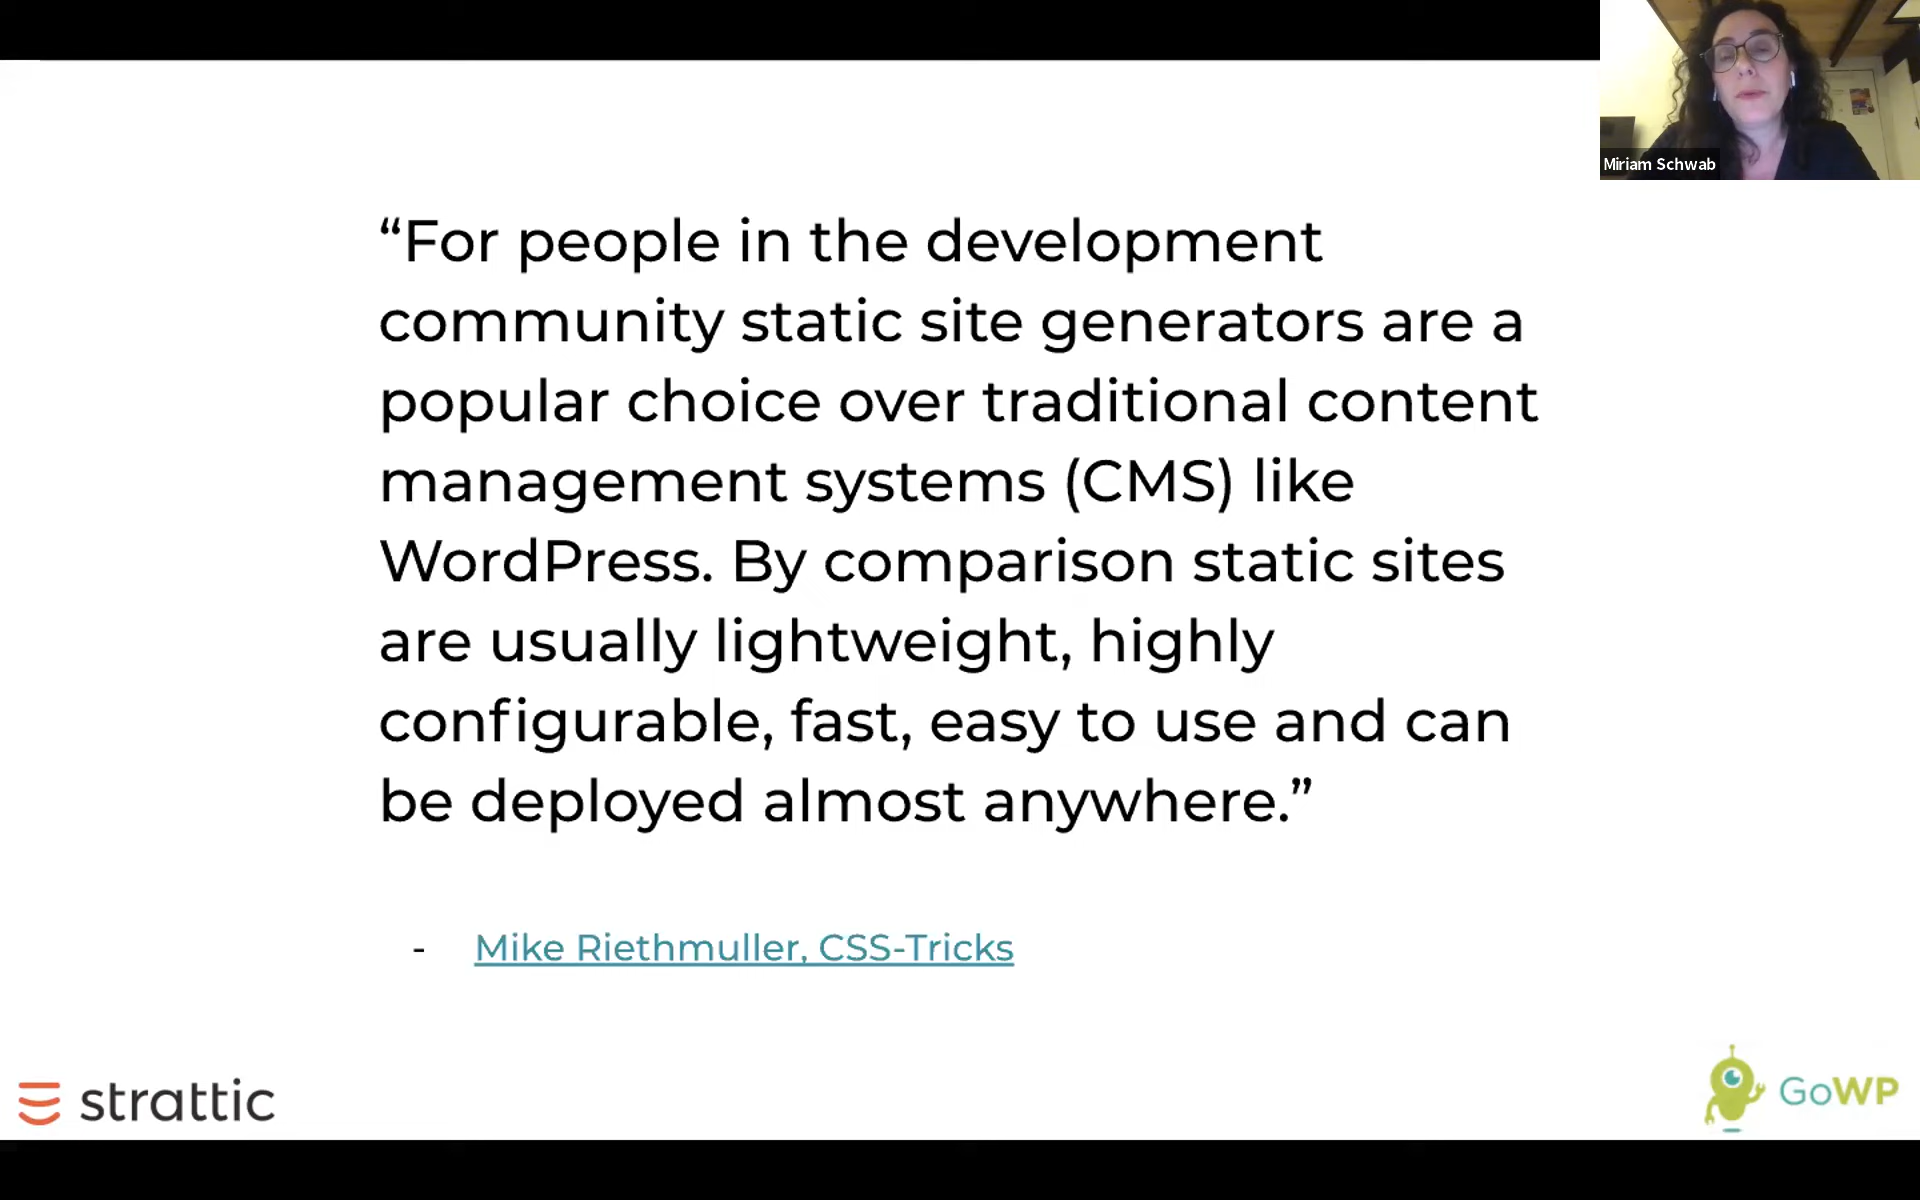 Miriam Schwab
“For people in the development
community static site generators are a
popular choice over traditional content
management systems (CMS) like
WordPress. By comparison static sites
are usually lightweight, highly
configurable, fast, easy to use and can
be deployed almost anywhere.”
- Mike Riethmuller, CSS-Tricks
strattic
GoWP